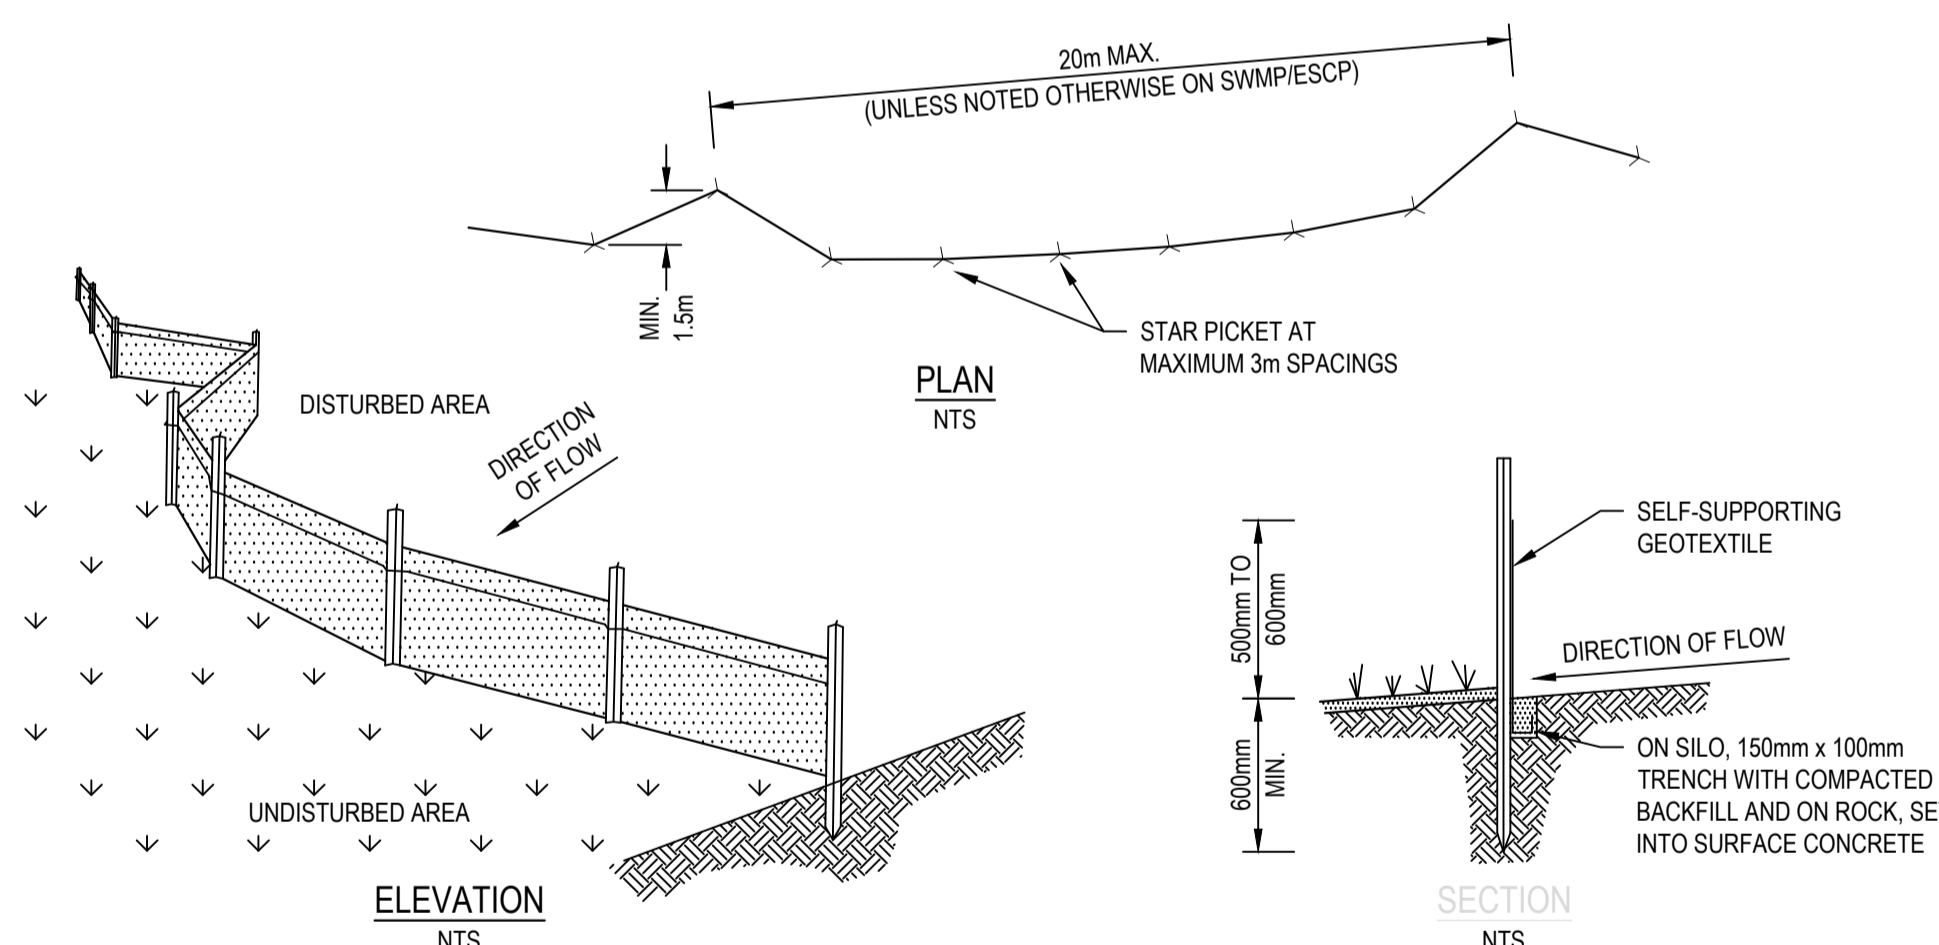 20m MAX.
(UNLESS NOTED OTHERWISE ON SWMP/ESCP)
MIN.
1.5m
STAR PICKET AT
MAXIMUM 3m SPACINGS
PLAN
NTS
DISTURBED AREA
DIRECTION
OF FLOW
UNDISTURBED AREA
ELEVATION
NTS
SELF-SUPPORTING
GEOTEXTILE
500mm TO
600mm
DIRECTION OF FLOW
600mm
MIN.
ON SILO, 150mm x 100mm
TRENCH WITH COMPACTED
BACKFILL AND ON ROCK,
INTO SURFACE CONCRETE
SECTION
NTS